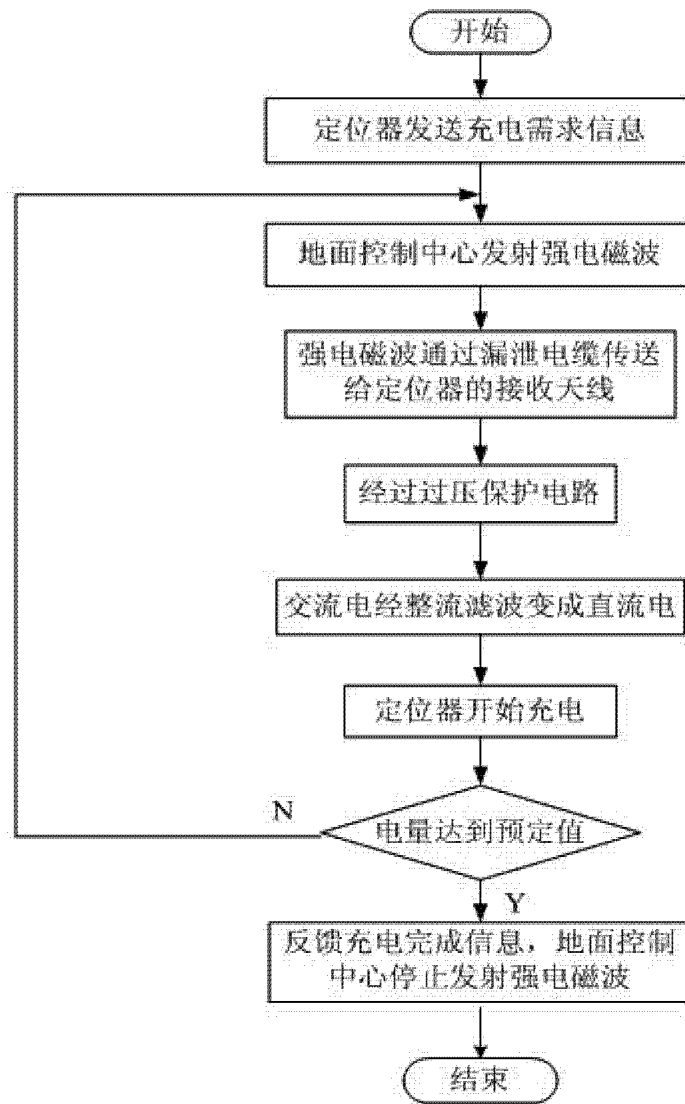 开始
定位器发送充电需求信息
地面控制中心发射强电磁波
强电磁波通过漏泄电缆传送
给定位器的接收天线
经过过压保护电路
交流电经整流滤波变成直流电
定位器开始充电
N
电量达到预定值
Y
反馈充电完成信息，地面控制
中心停止发射强电磁波
结束